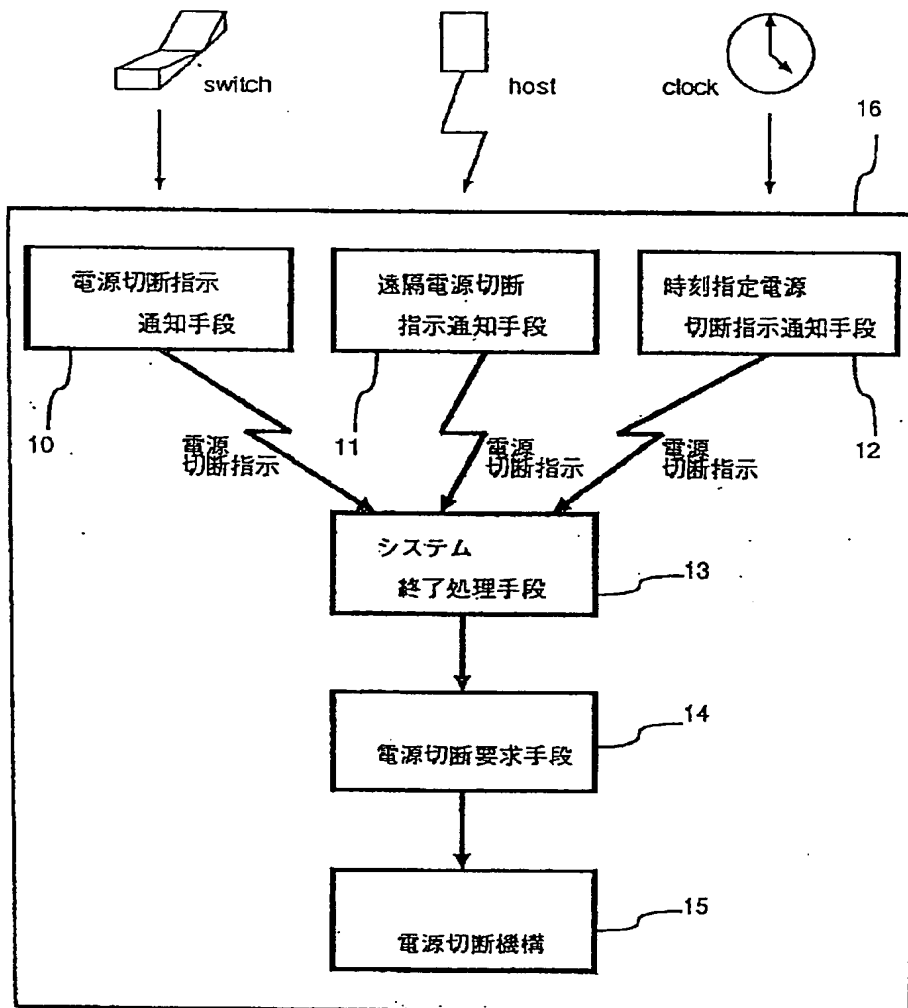 switch
host
clock
16
電源切断指示
通知手段
遠隔電源切断
指示通知手段
時刻指定電源
切断指示通知手段
10
11
12
電源
切断指示
電源
切断指示
電源
切断指示
システム
終了処理手段
13
電源切断要求手段
14
電源切断機構
15